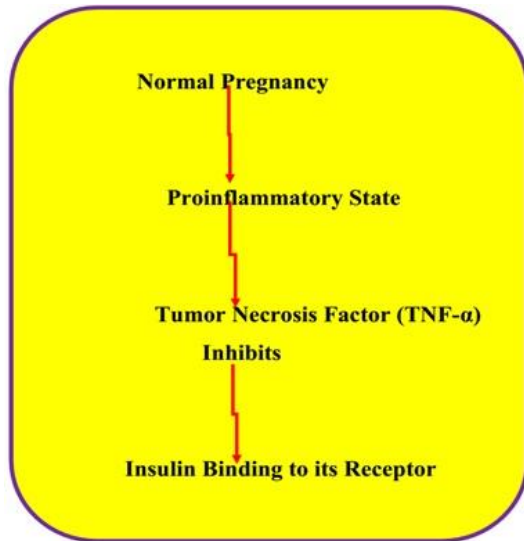 Normal Pregnancy
Proinflammatory State
Tumor Necrosis Factor (TNF-α)
Inhibits
Insulin Binding to its Receptor